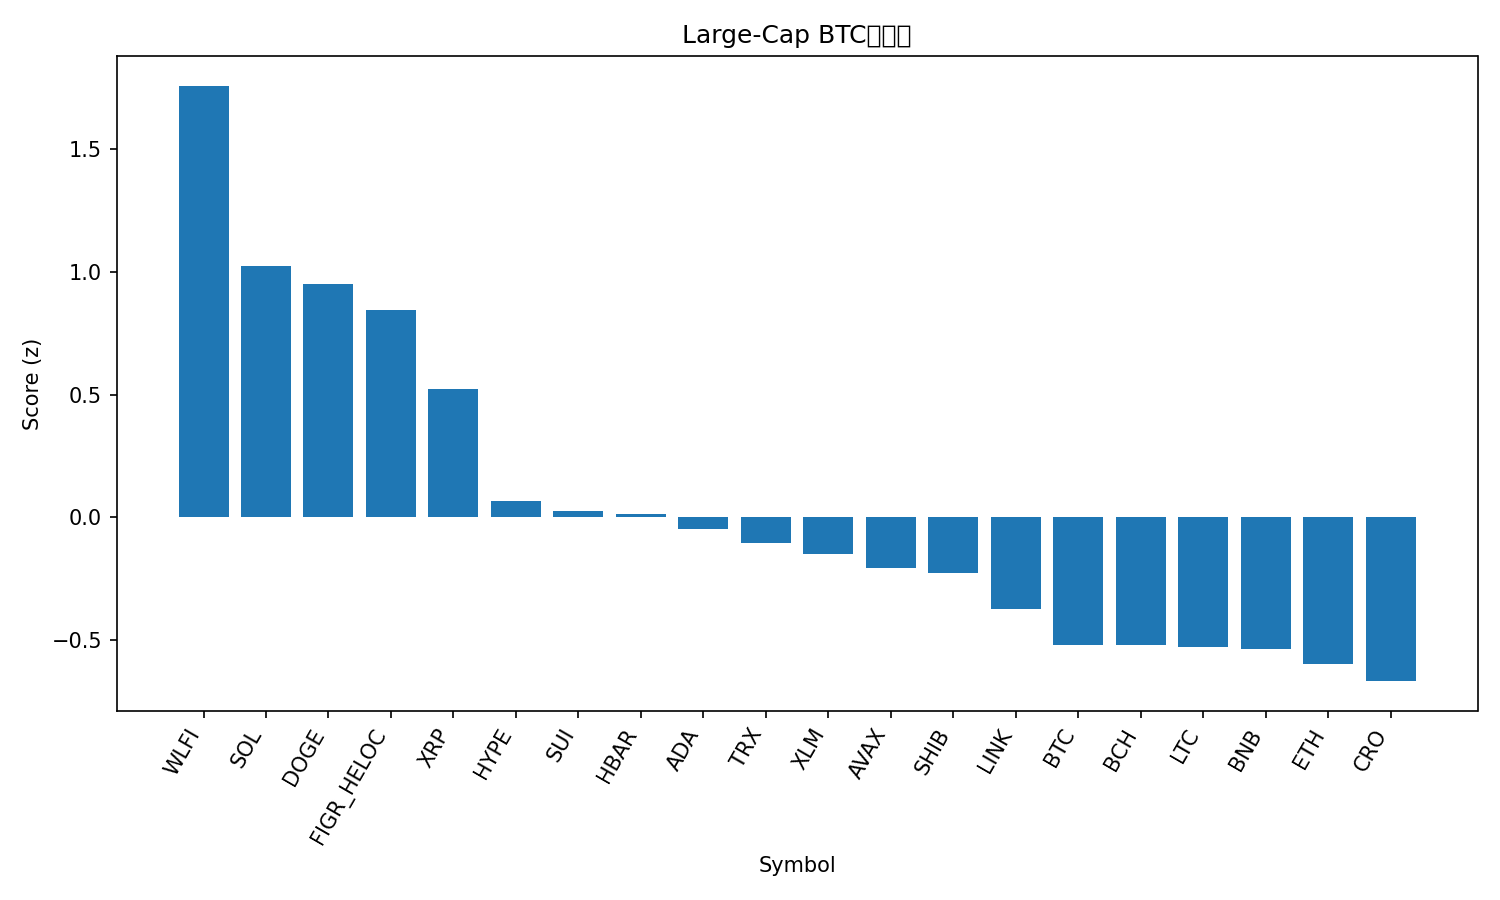 Large-Cap BTC
Score (z)
1.5
1.0
0.5
0.0
−0.5
WLFI
SOL
DOGE
FIGR_HELOC
XRP
HYPE
SUI
HBAR
ADA
TRX
XLM
AVAX
SHIB
LINK
BTC
BCH
LTC
BNB
ETH
CRO
Symbol